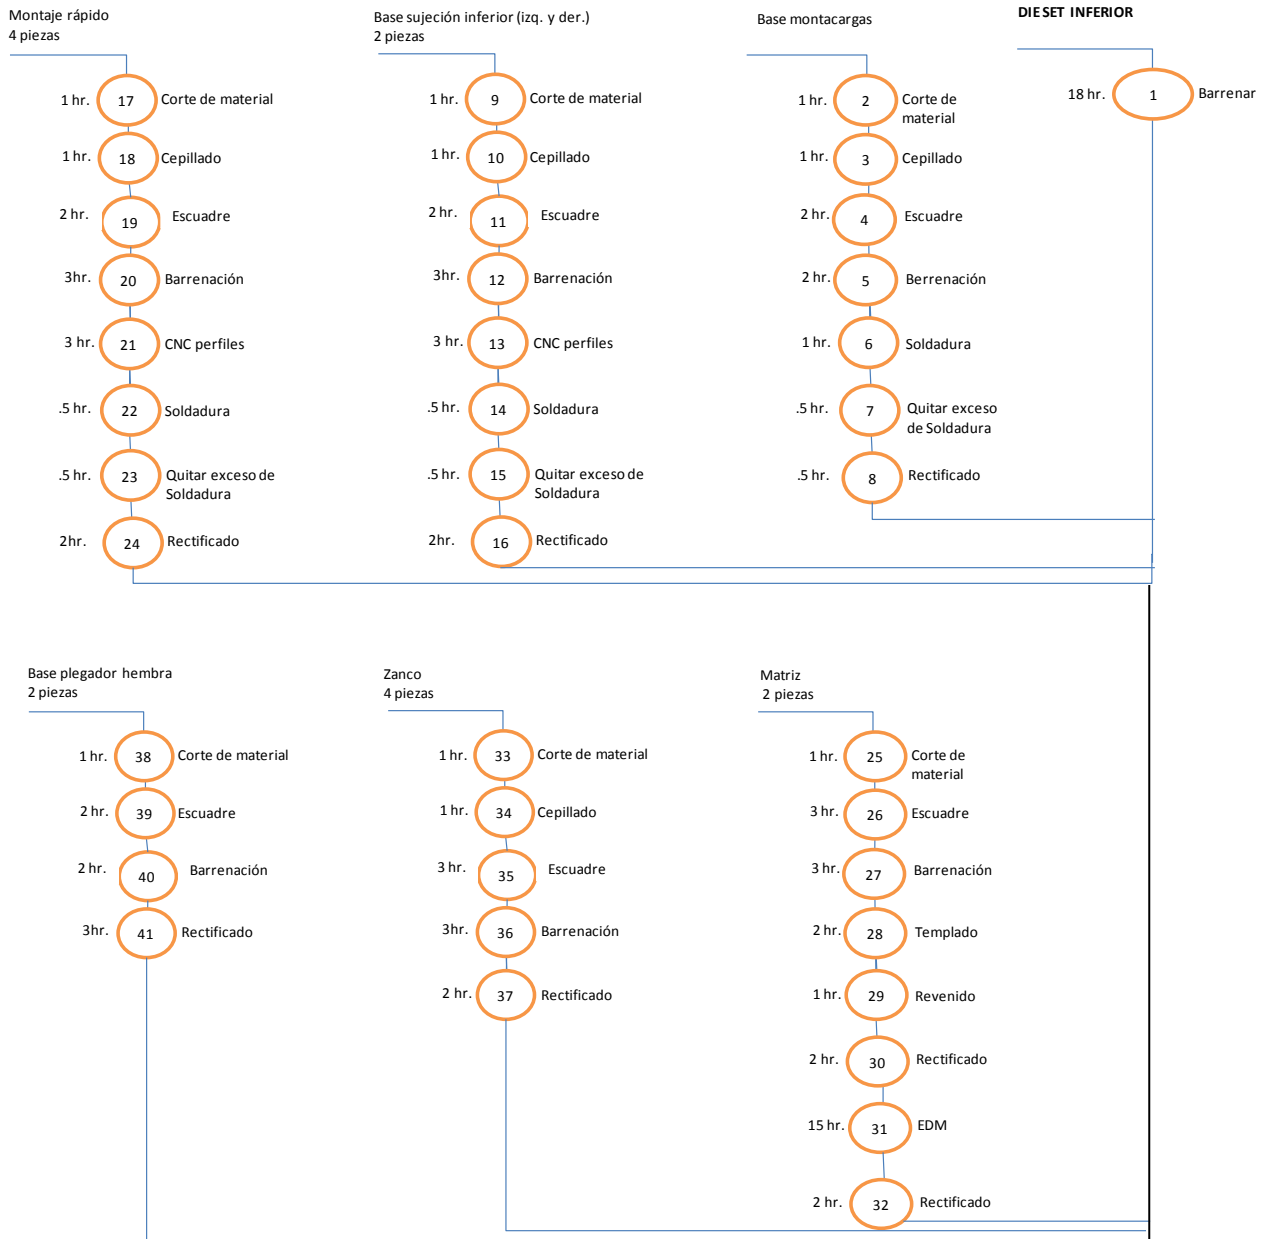 Montaje rápido
4 piezas
1 hr. 17 Corte de material
1 hr. 18 Cepillado
2 hr. 19 Escuadre
3hr. 20 Barrenación
3 hr. 21 CNC perfiles
.5 hr. 22 Soldadura
.5 hr. 23 Quitar exceso de
Soldadura
2hr. 24 Rectificado
Base sujeción inferior (izq. y der.)
2 piezas
1 hr. 9 Corte de material
1 hr. 10 Cepillado
2 hr. 11 Escuadre
3hr. 12 Barrenación
3 hr. 13 CNC perfiles
.5 hr. 14 Soldadura
.5 hr. 15 Quitar exceso de
Soldadura
2hr. 16 Rectificado
Base montacargas
1 hr. 2 Corte de
material
1 hr. 3 Cepillado
2 hr. 4 Escuadre
2 hr. 5 Berrenación
1 hr. 6 Soldadura
.5 hr. 7 Quitar exceso
de Soldadura
.5 hr. 8 Rectificado
DIE SET INFERIOR
18 hr. 1 Barrenar
Base plegador hembra
2 piezas
1 hr. 38 Corte de material
2 hr. 39 Escuadre
2 hr. 40 Barrenación
3hr. 41 Rectificado
Zanco
4 piezas
1 hr. 33 Corte de material
1 hr. 34 Cepillado
3 hr. 35 Escuadre
3hr. 36 Barrenación
2 hr. 37 Rectificado
Matriz
2 piezas
1 hr. 25 Corte de
material
3 hr. 26 Escuadre
3 hr. 27 Barrenación
2 hr. 28 Templado
1 hr. 29 Revenido
2 hr. 30 Rectificado
15 hr. 31 EDM
2 hr. 32 Rectificado